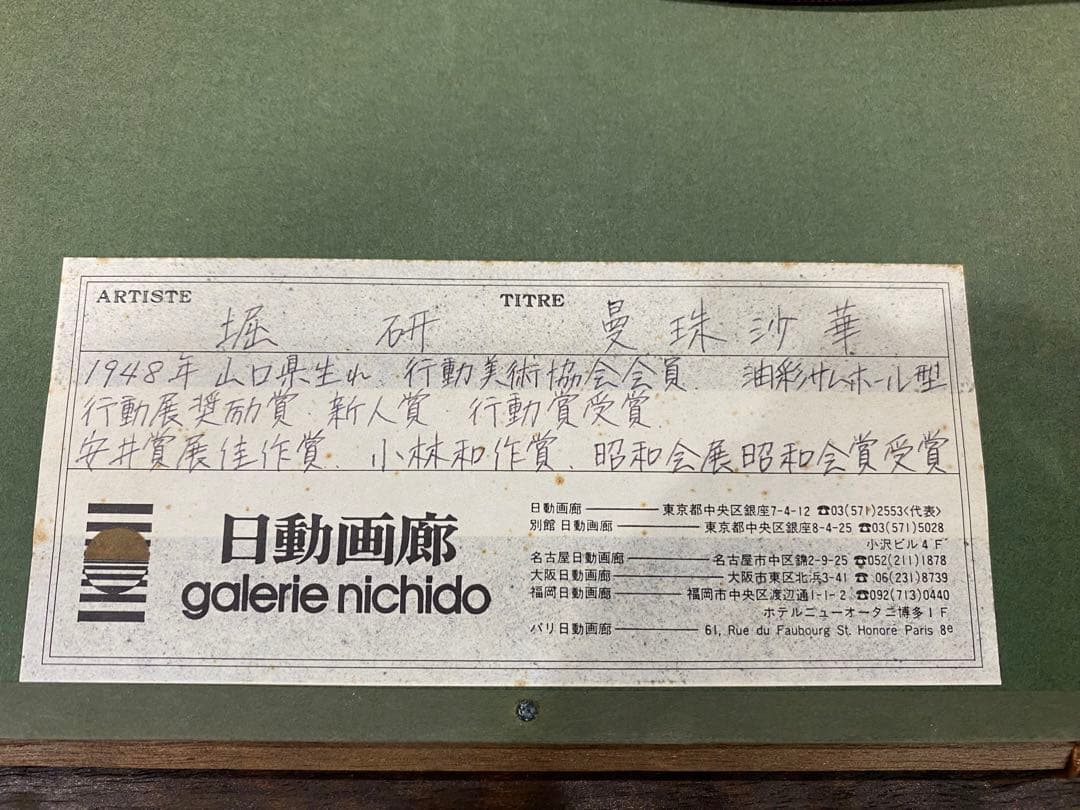 ARTISTE TITRE
堀 研 曼珠沙華
1948年 山口県生れ、行動美術協会会員 油彩サムホール型
行動展奨励賞、新人賞 行動賞受賞
安井賞展佳作賞、小林和作賞、昭和会展昭和会賞受賞
日動画廊
galerie nichido
日動画廊 東京都中央区銀座7-4-12 ☎03(571)2553<代表>
別館 日動画廊 東京都中央区銀座8-4-25 ☎03(571)5028
小沢ビル4F
名古屋日動画廊 名古屋市中区錦2-9-25 ☎052(211)1878
大阪日動画廊 大阪市東区北浜3-41 ☎06(231)8739
福岡日動画廊 福岡市中央区渡辺通1-1-2 ☎092(713)0440
ホテルニューオータニ博多1F
パリ日動画廊 61, Rue du Faubourg St. Honoré Paris 8e